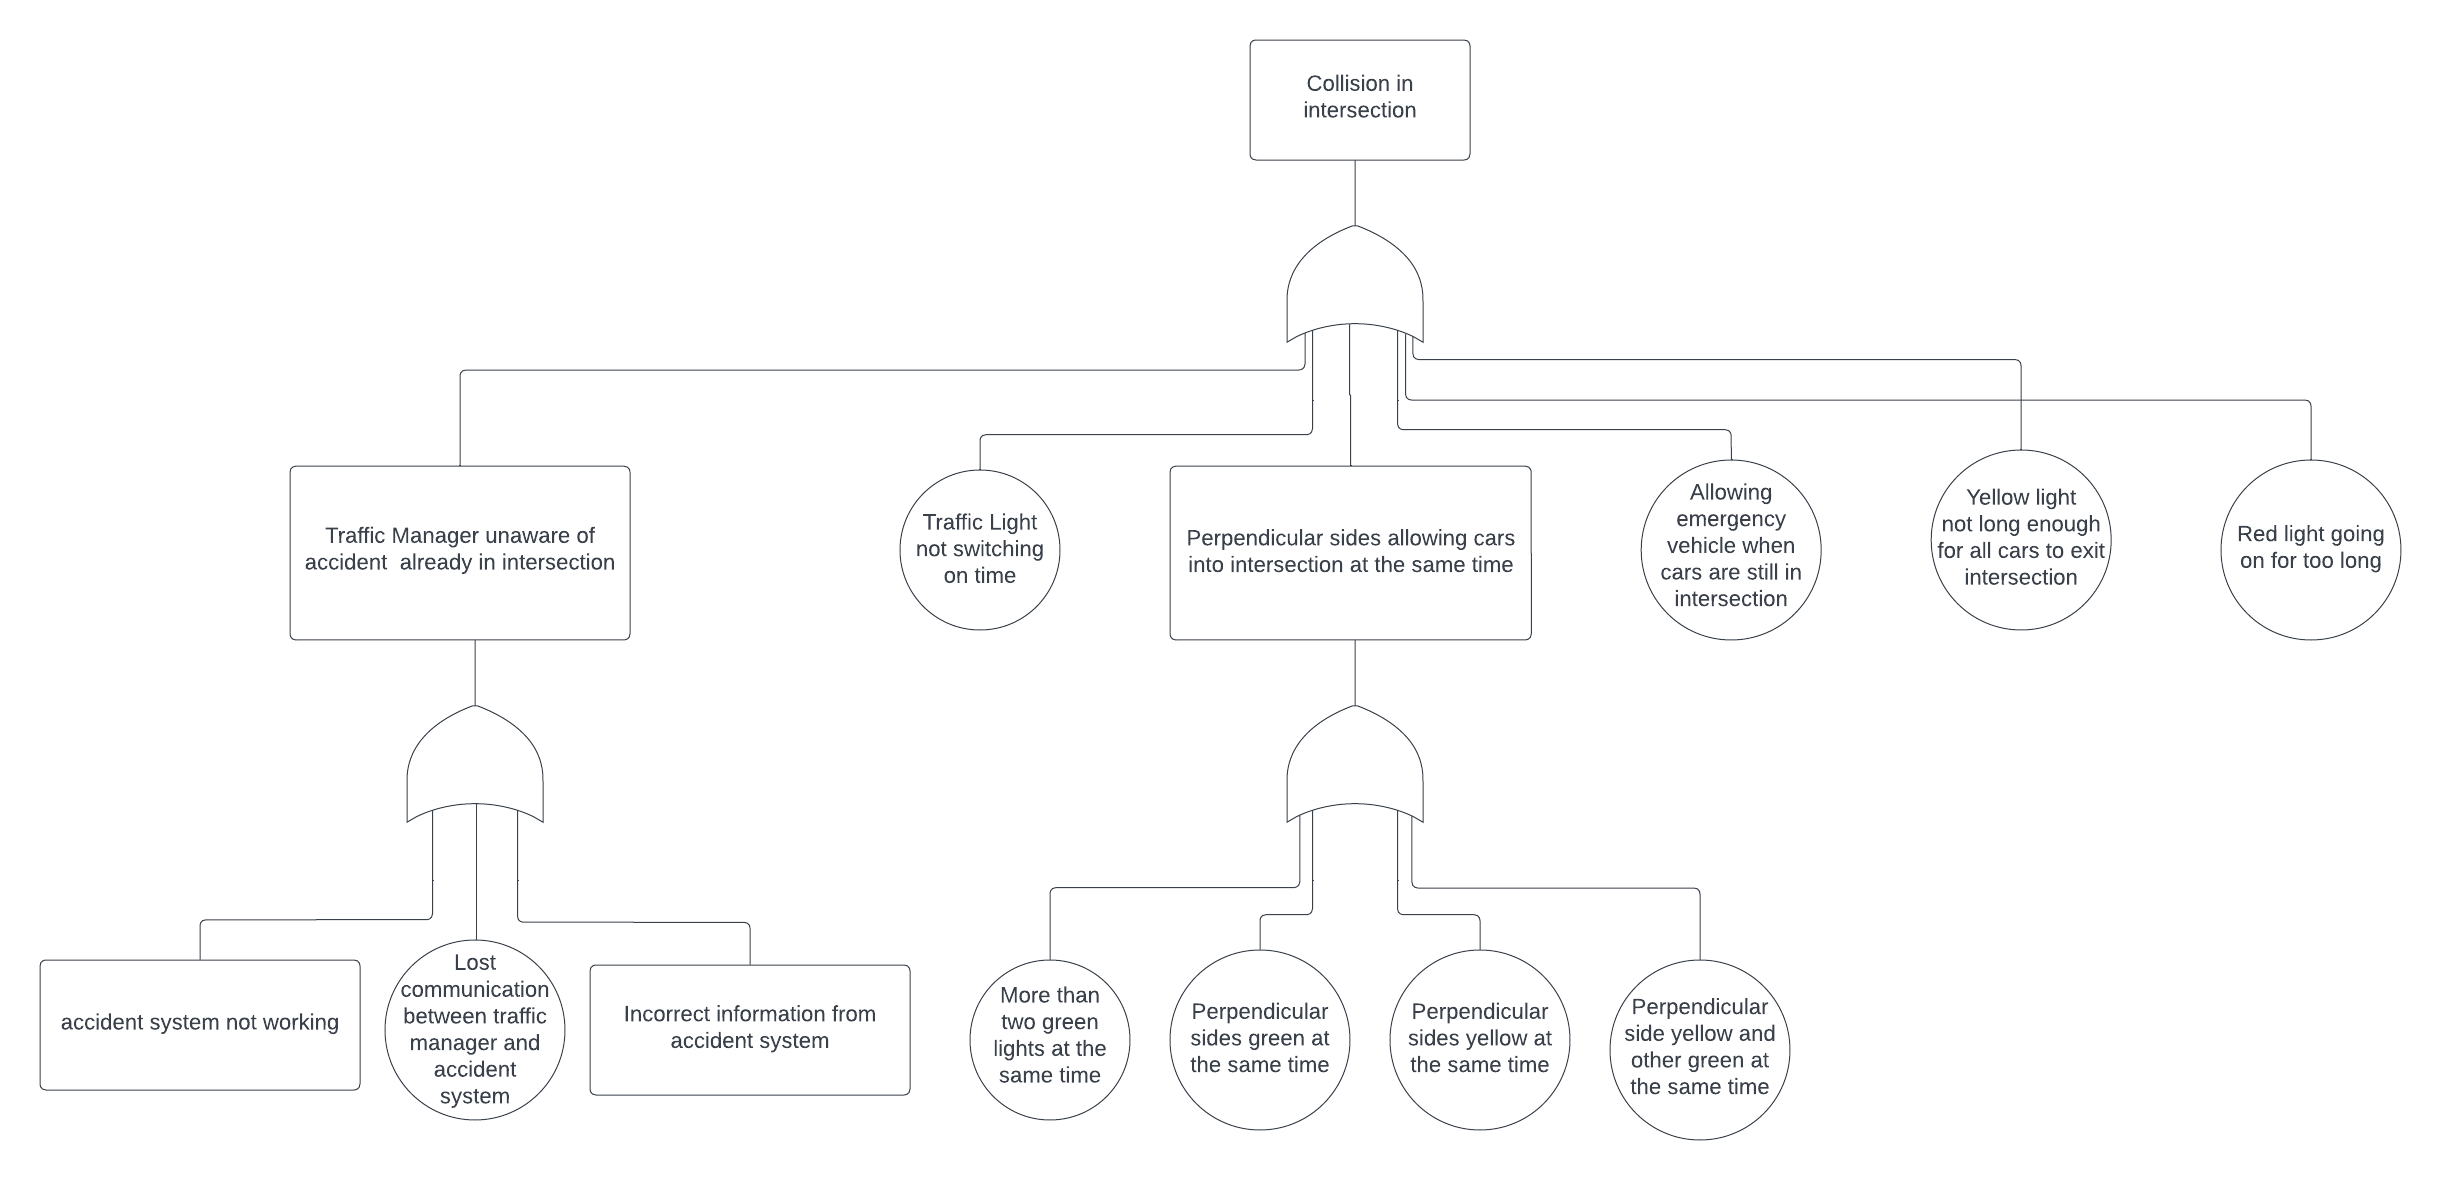 Collision in
intersection
Traffic Manager unaware of
accident  already in intersection
Traffic Light
not switching
on time
Perpendicular sides allowing cars
into intersection at the same time
Allowing
emergency
vehicle when
cars are still in
intersection
Yellow light
not long enough
for all cars to exit
intersection
Red light going
on for too long
accident system not working
Lost
communication
between traffic
manager and
accident
system
Incorrect information from
accident system
More than
two green
lights at the
same time
Perpendicular
sides green at
the same time
Perpendicular
sides yellow at
the same time
Perpendicular
side yellow and
other green at
the same time